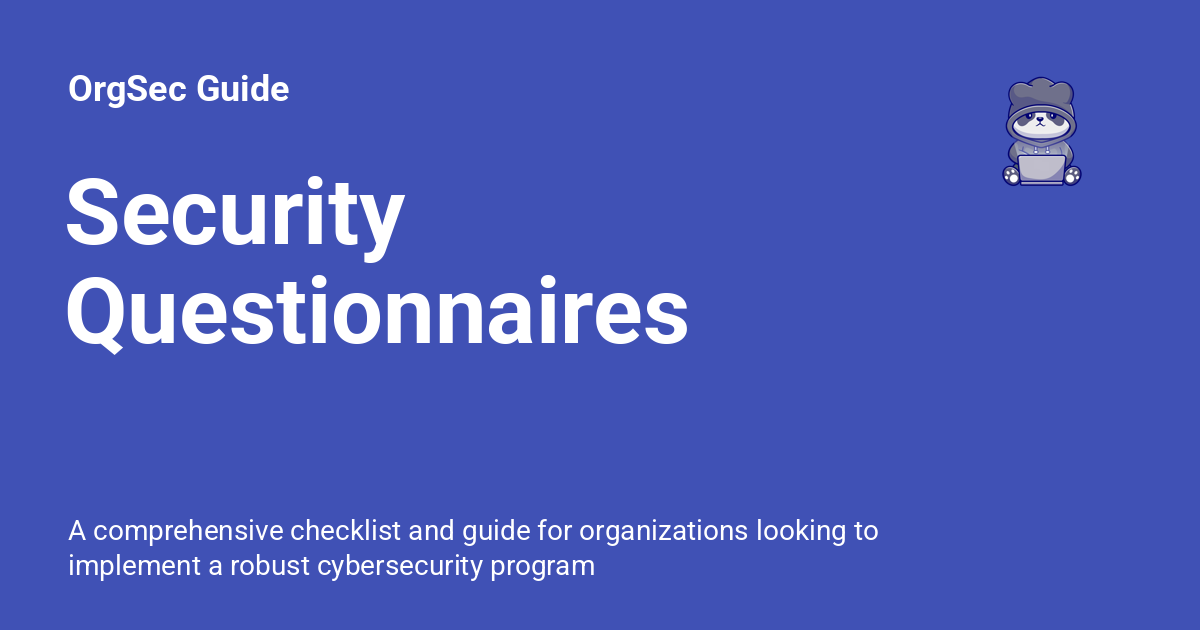 OrgSec Guide
Security
Questionnaires
A comprehensive checklist and guide for organizations looking to
implement a robust cybersecurity program